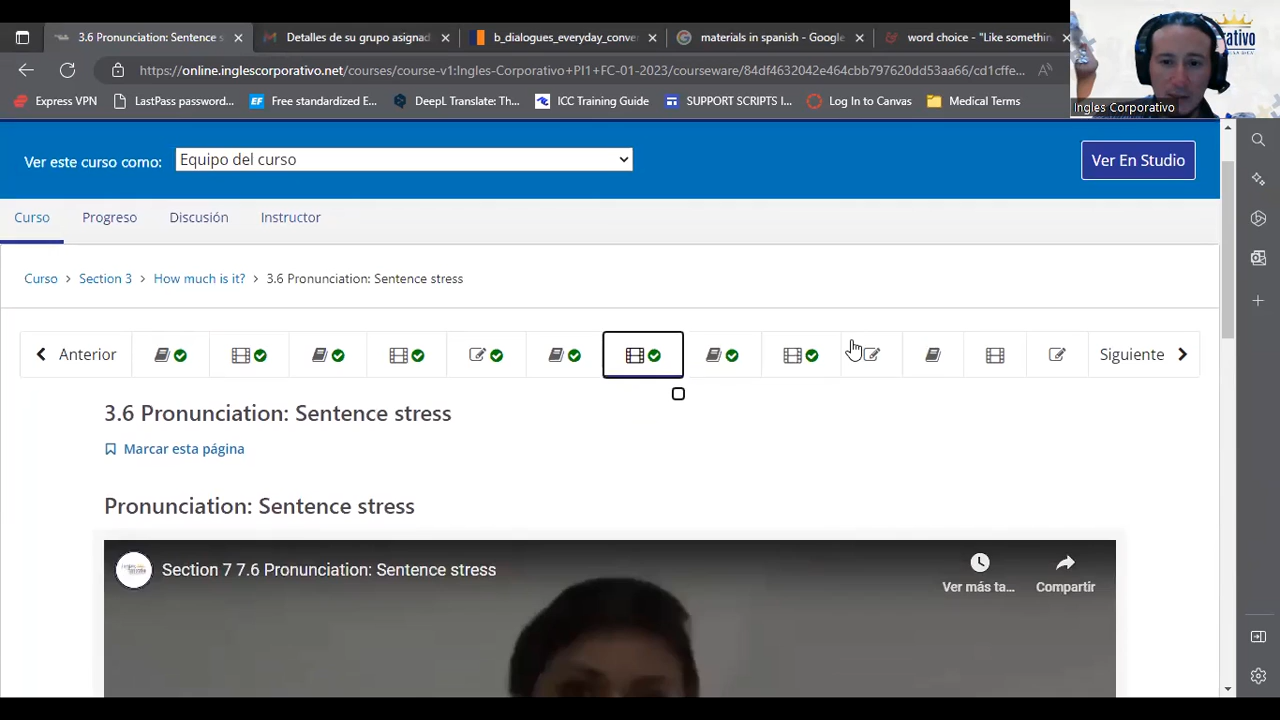 3.6 Pronunciation: Sentence s
Detalles de su grupo asignad
b_dialogues_everyday_conve
materials in spanish - Google
word choice - "Like somethin
https://online.inglescorporativo.net/courses/course-v1:Ingles-Corporativo+PI1+FC-01-2023/courseware/84df4632042e464cbb797620dd53aa66/cd1cffe...
Express VPN
LastPass password...
Free standardized E...
DeepL Translate: Th...
ICC Training Guide
SUPPORT SCRIPTS I...
Log In to Canvas
Medical Terms
Ingles Corporativo
Ver este curso como:
Equipo del curso
Ver En Studio
Curso
Progreso
Discusión
Instructor
Curso > Section 3 > How much is it? > 3.6 Pronunciation: Sentence stress
Anterior
Siguiente
3.6 Pronunciation: Sentence stress
Marcar esta página
Pronunciation: Sentence stress
Section 7 7.6 Pronunciation: Sentence stress
Ver más ta...
Compartir